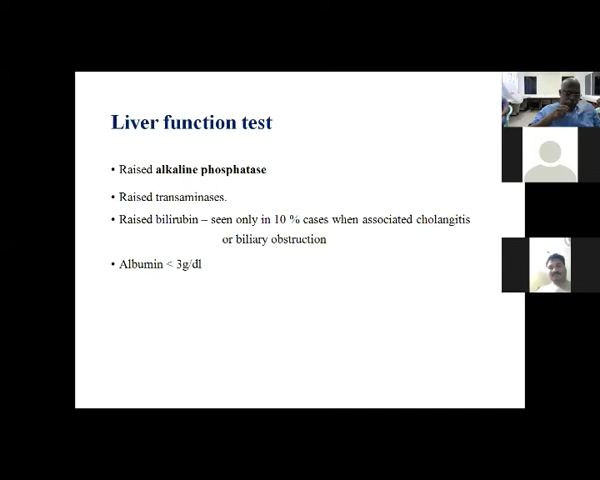 Liver function test
• Raised alkaline phosphatase
• Raised transaminases.
• Raised bilirubin – seen only in 10 % cases when associated cholangitis
or biliary obstruction
• Albumin < 3g/dl